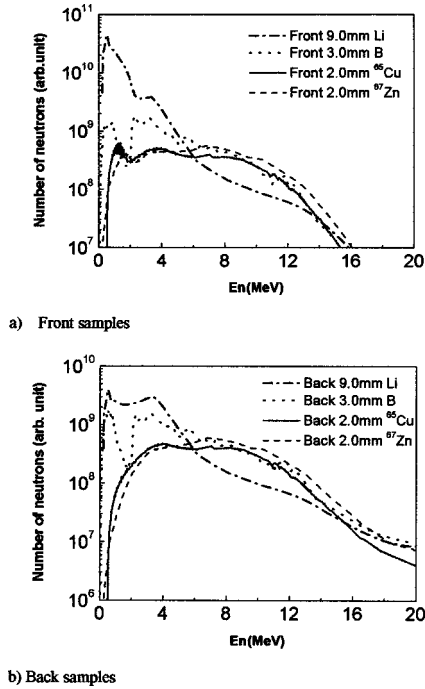 10^11
10^10
10^9
10^8
10^7
Number of neutrons (arb.unit)
Front 9.0mm Li
Front 3.0mm B
Front 2.0mm ^65Cu
Front 2.0mm ^67Zn
0 4 8 12 16 20
En(MeV)
a) Front samples
10^10
10^9
10^8
10^7
10^6
Number of neutrons (arb. unit)
Back 9.0mm Li
Back 3.0mm B
Back 2.0mm ^65Cu
Back 2.0mm ^67Zn
0 4 8 12 16 20
En(MeV)
b) Back samples